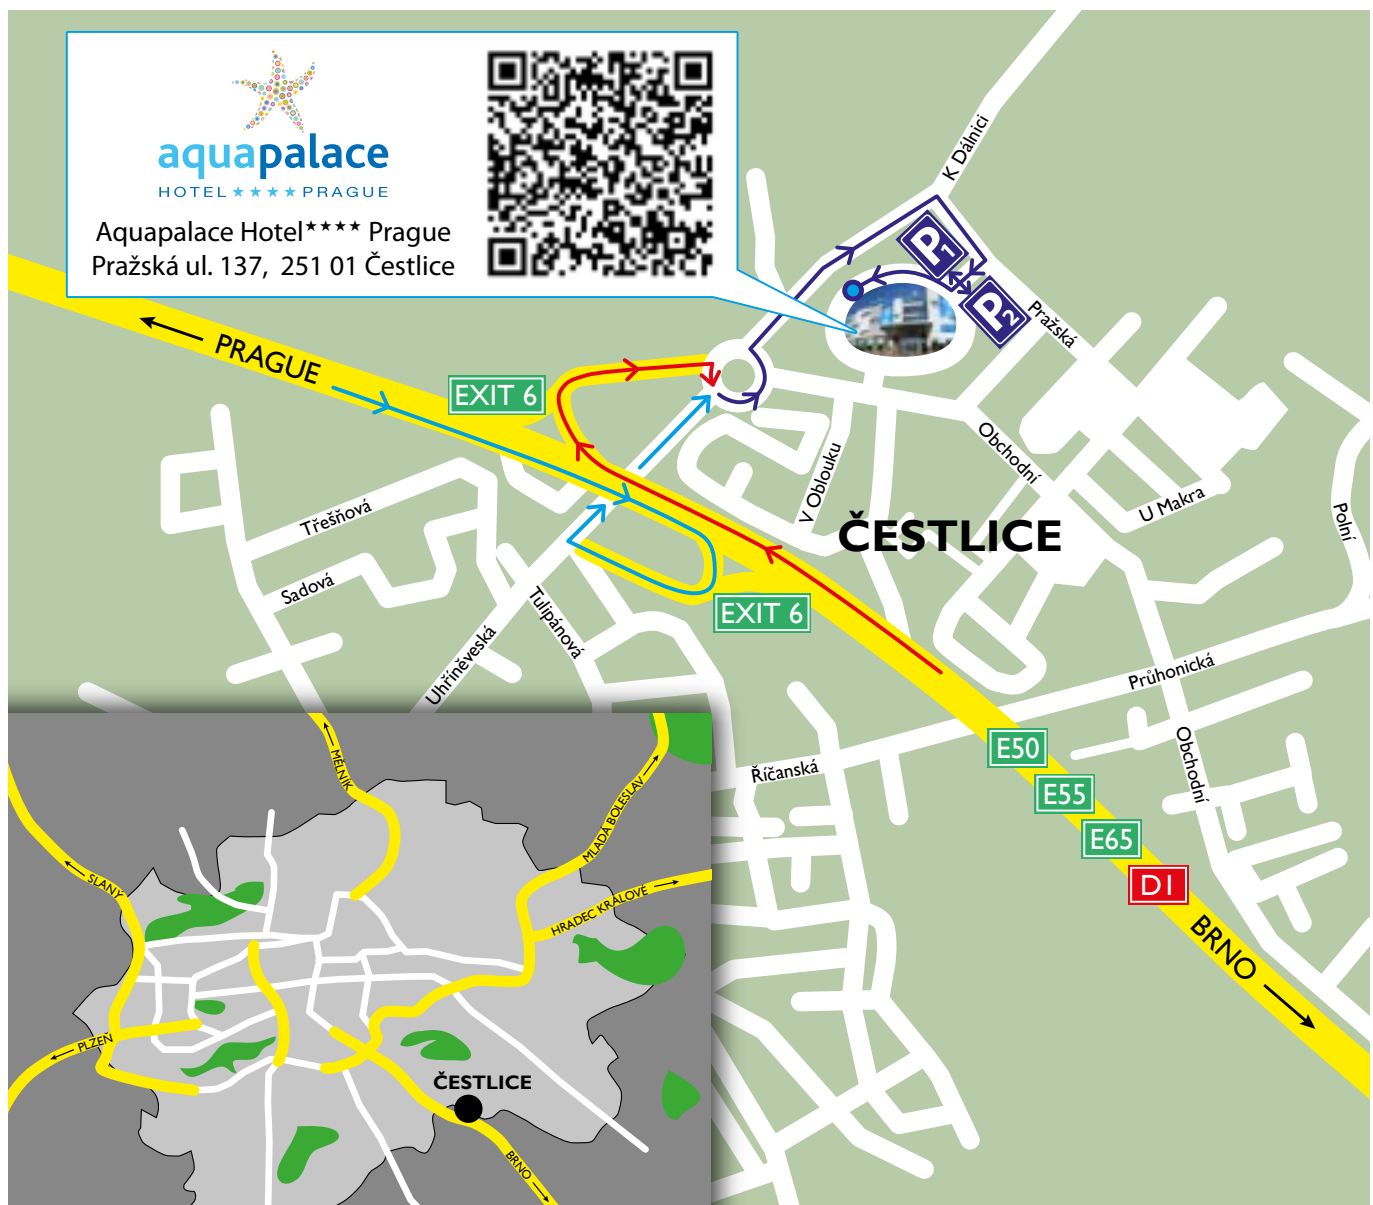 aquapalace
HOTEL ★★★★ PRAGUE
Aquapalace Hotel★★★★ Prague
Pražská ul. 137, 251 01 Čestlice
K Dálnici
P1
P2
Pražská
PRAGUE
EXIT 6
Obchodní
V Oblouku
U Makra
Polní
Třešňová
ČESTLICE
Sadová
Tulipánová
EXIT 6
Uhříněveská
Průhonická
Obchodní
E50
Říčanská
E55
E65
D1
BRNO
MĚLNÍK
MLADÁ BOLESLAV
SLANÝ
HRADEC KRÁLOVÉ
PLZEŇ
ČESTLICE
BRNO